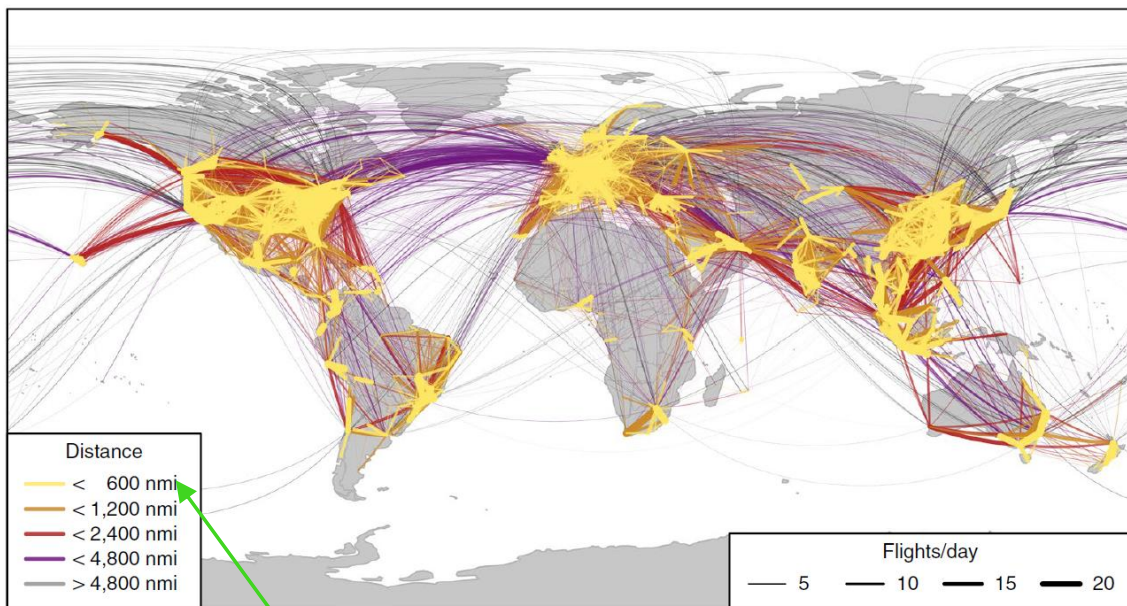 Distance
< 600 nmi
< 1,200 nmi
< 2,400 nmi
< 4,800 nmi
> 4,800 nmi
Flights/day
5 10 15 20